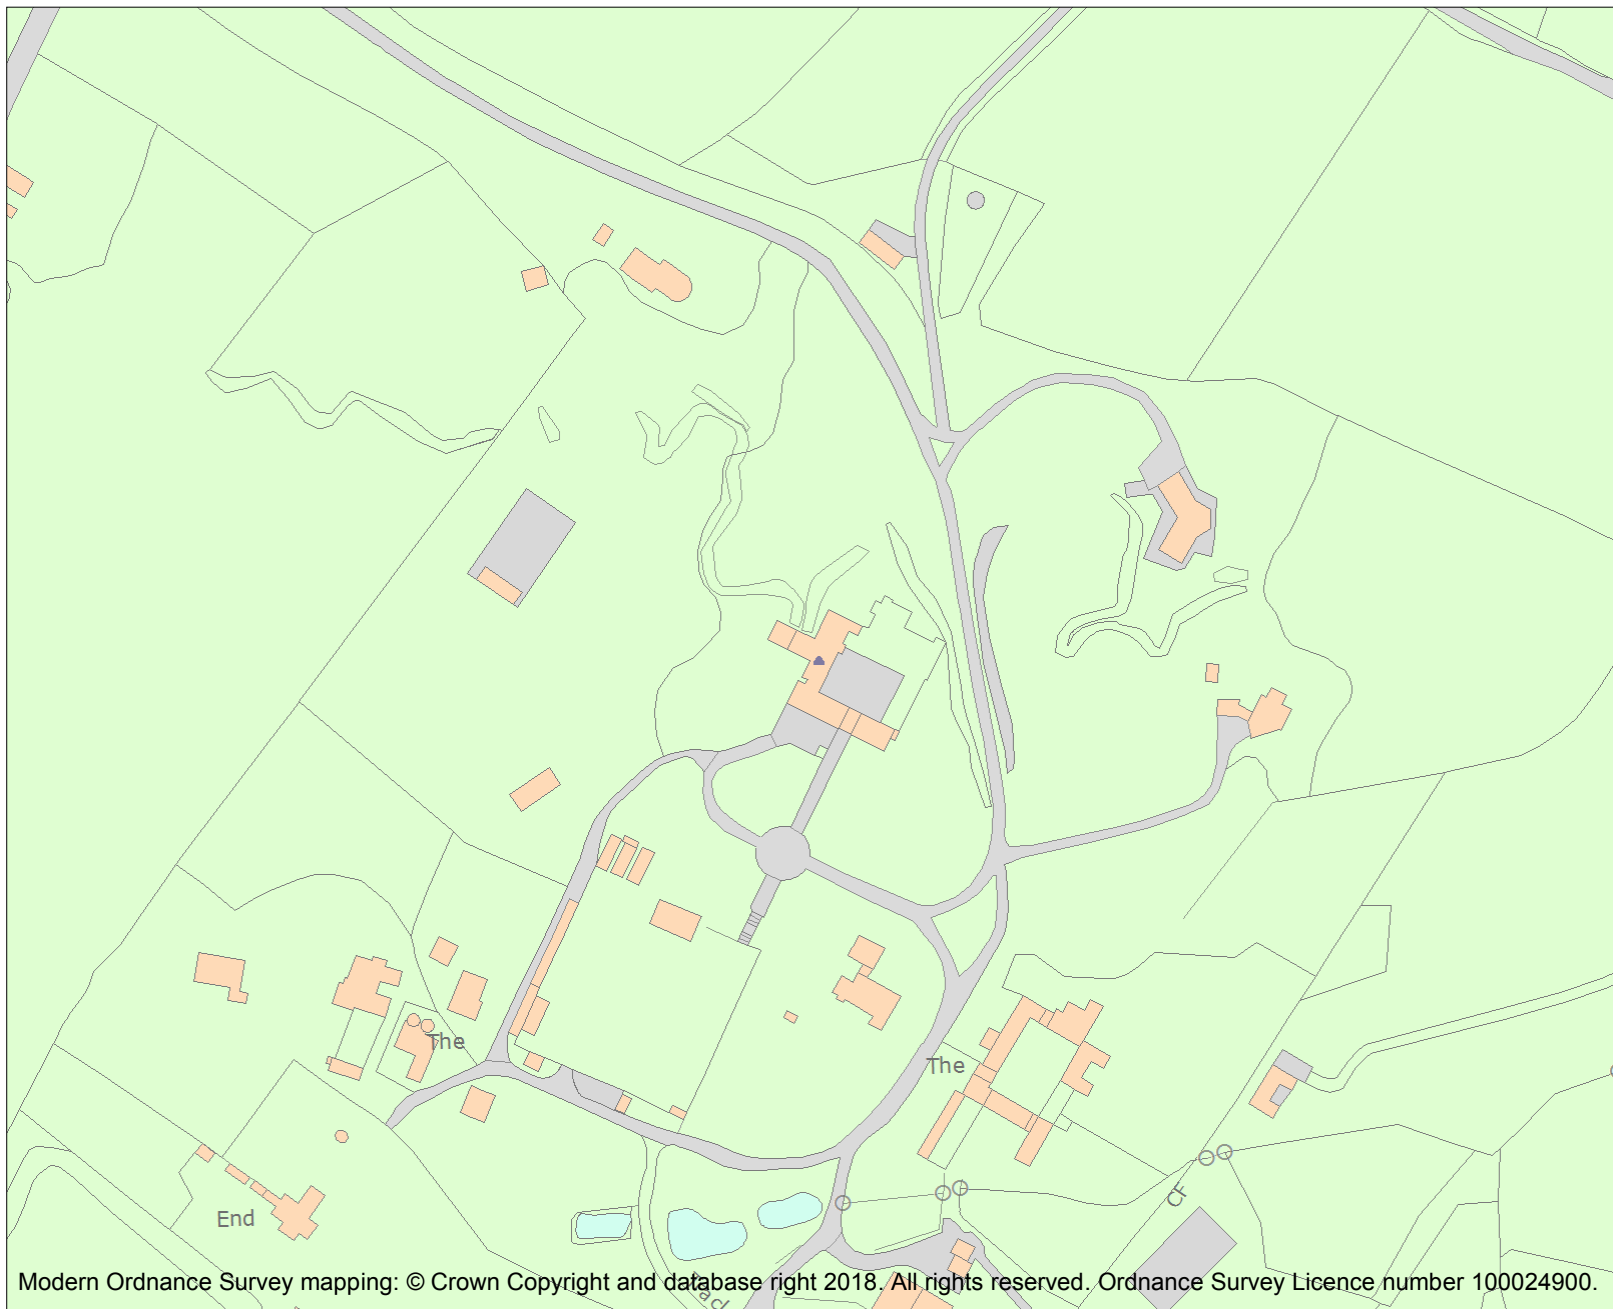 The
The
CF
End
Modern Ordnance Survey mapping: © Crown Copyright and database right 2018. All rights reserved. Ordnance Survey Licence number 100024900.